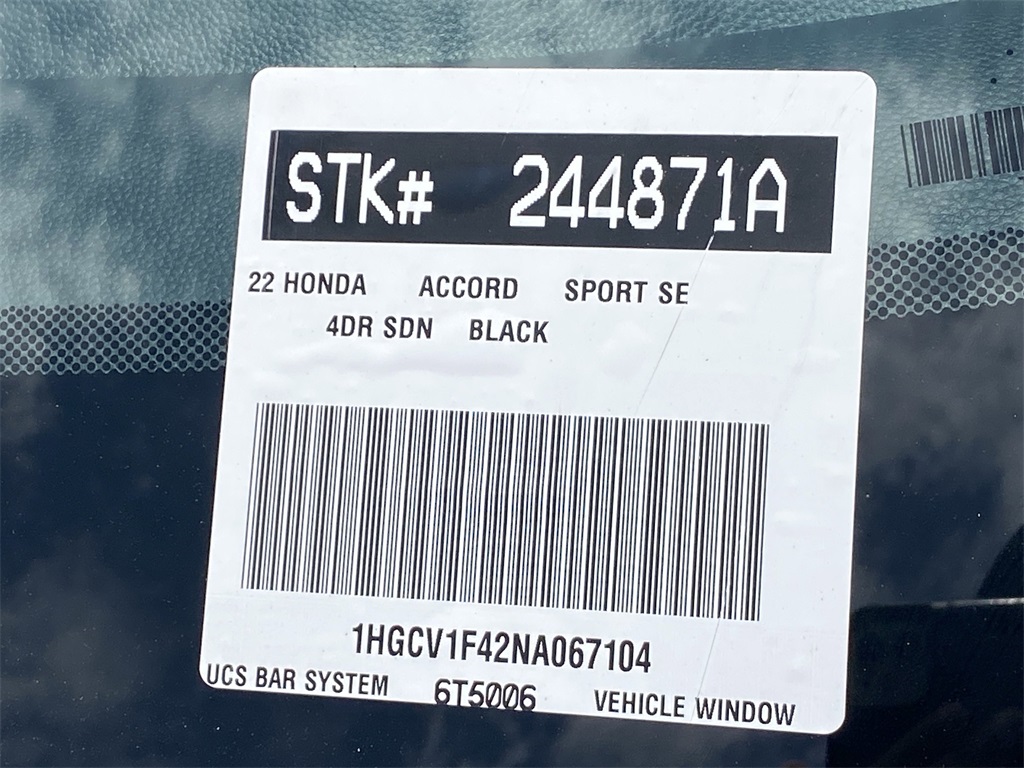 STK# 244871A
22 HONDA ACCORD SPORT SE
4DR SDN BLACK
1HGCV1F42NA067104
UCS BAR SYSTEM 6T5006 VEHICLE WINDOW